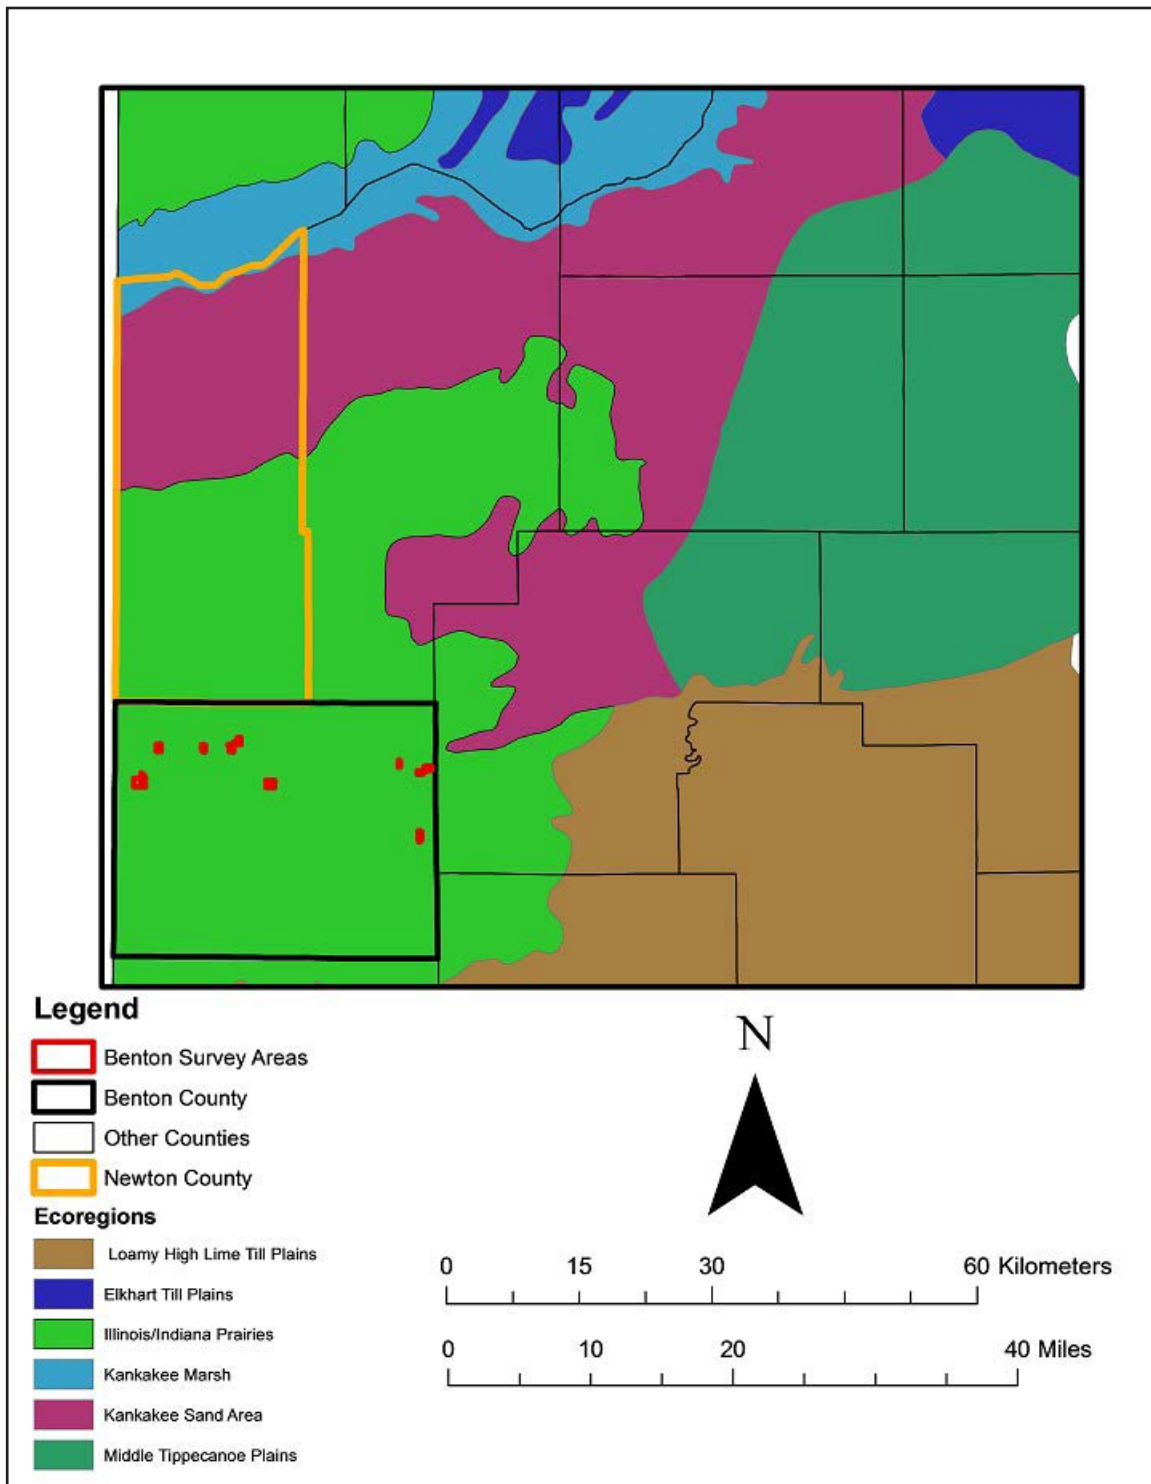 Legend
Benton Survey Areas
Benton County
Other Counties
Newton County
Ecoregions
Loamy High Lime Till Plains
Elkhart Till Plains
Illinois/Indiana Prairies
Kankakee Marsh
Kankakee Sand Area
Middle Tippecanoe Plains
N
0 15 30 60 Kilometers
0 10 20 40 Miles